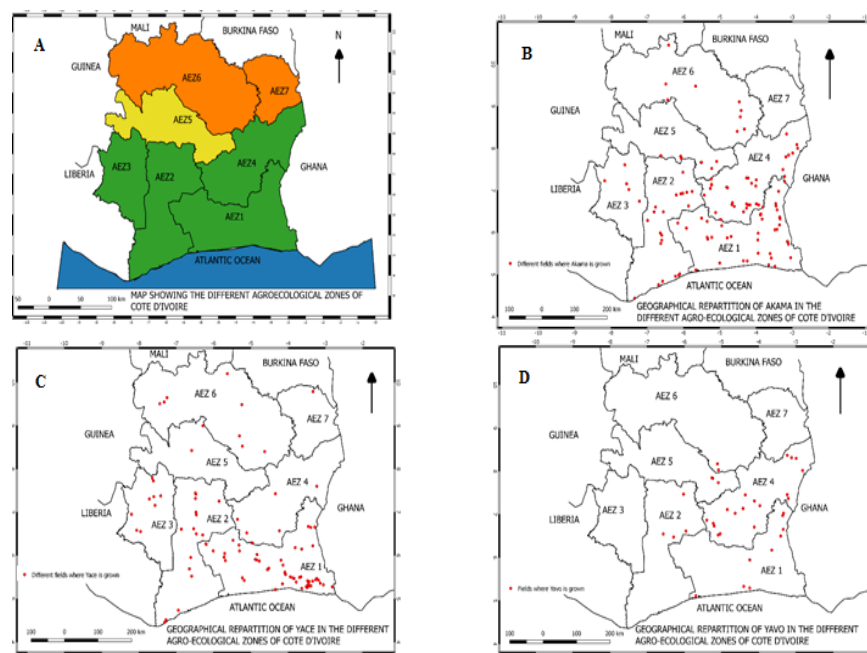 A
MALI
BURKINA FASO
N
GUINEA
AEZ6
AEZ7
AEZ5
AEZ3
AEZ4
AEZ2
GHANA
LIBERIA
AEZ1
ATLANTIC OCEAN
50 0 100 km
MAP SHOWING THE DIFFERENT AGROECOLOGICAL ZONES OF
COTE D'IVOIRE
B
MALI
BURKINA FASO
AEZ 6
AEZ 7
GUINEA
AEZ 5
AEZ 4
LIBERIA
AEZ 2
GHANA
AEZ 3
AEZ 1
Different fields where Akama is grown
ATLANTIC OCEAN
100 0 100 200 km
GEOGRAPHICAL REPARTITION OF AKAMA IN THE
DIFFERENT AGRO-ECOLOGICAL ZONES OF COTE D'IVOIRE
C
MALI
BURKINA FASO
AEZ 6
AEZ 7
GUINEA
AEZ 5
AEZ 4
LIBERIA
GHANA
AEZ 3
AEZ 2
AEZ 1
Different fields where Yace is grown
ATLANTIC OCEAN
100 0 100 200 km
GEOGRAPHICAL REPARTITION OF YACE IN THE DIFFERENT
AGRO-ECOLOGICAL ZONES OF COTE D'IVOIRE
D
MALI
BURKINA FASO
AEZ 6
AEZ 7
GUINEA
AEZ 5
AEZ 4
LIBERIA
AEZ 3
AEZ 2
GHANA
AEZ 1
Fields where Yavo is grown
ATLANTIC OCEAN
100 0 100 200 km
GEOGRAPHICAL REPARTITION OF YAVO IN THE DIFFERENT
AGRO-ECOLOGICAL ZONES OF COTE D'IVOIRE